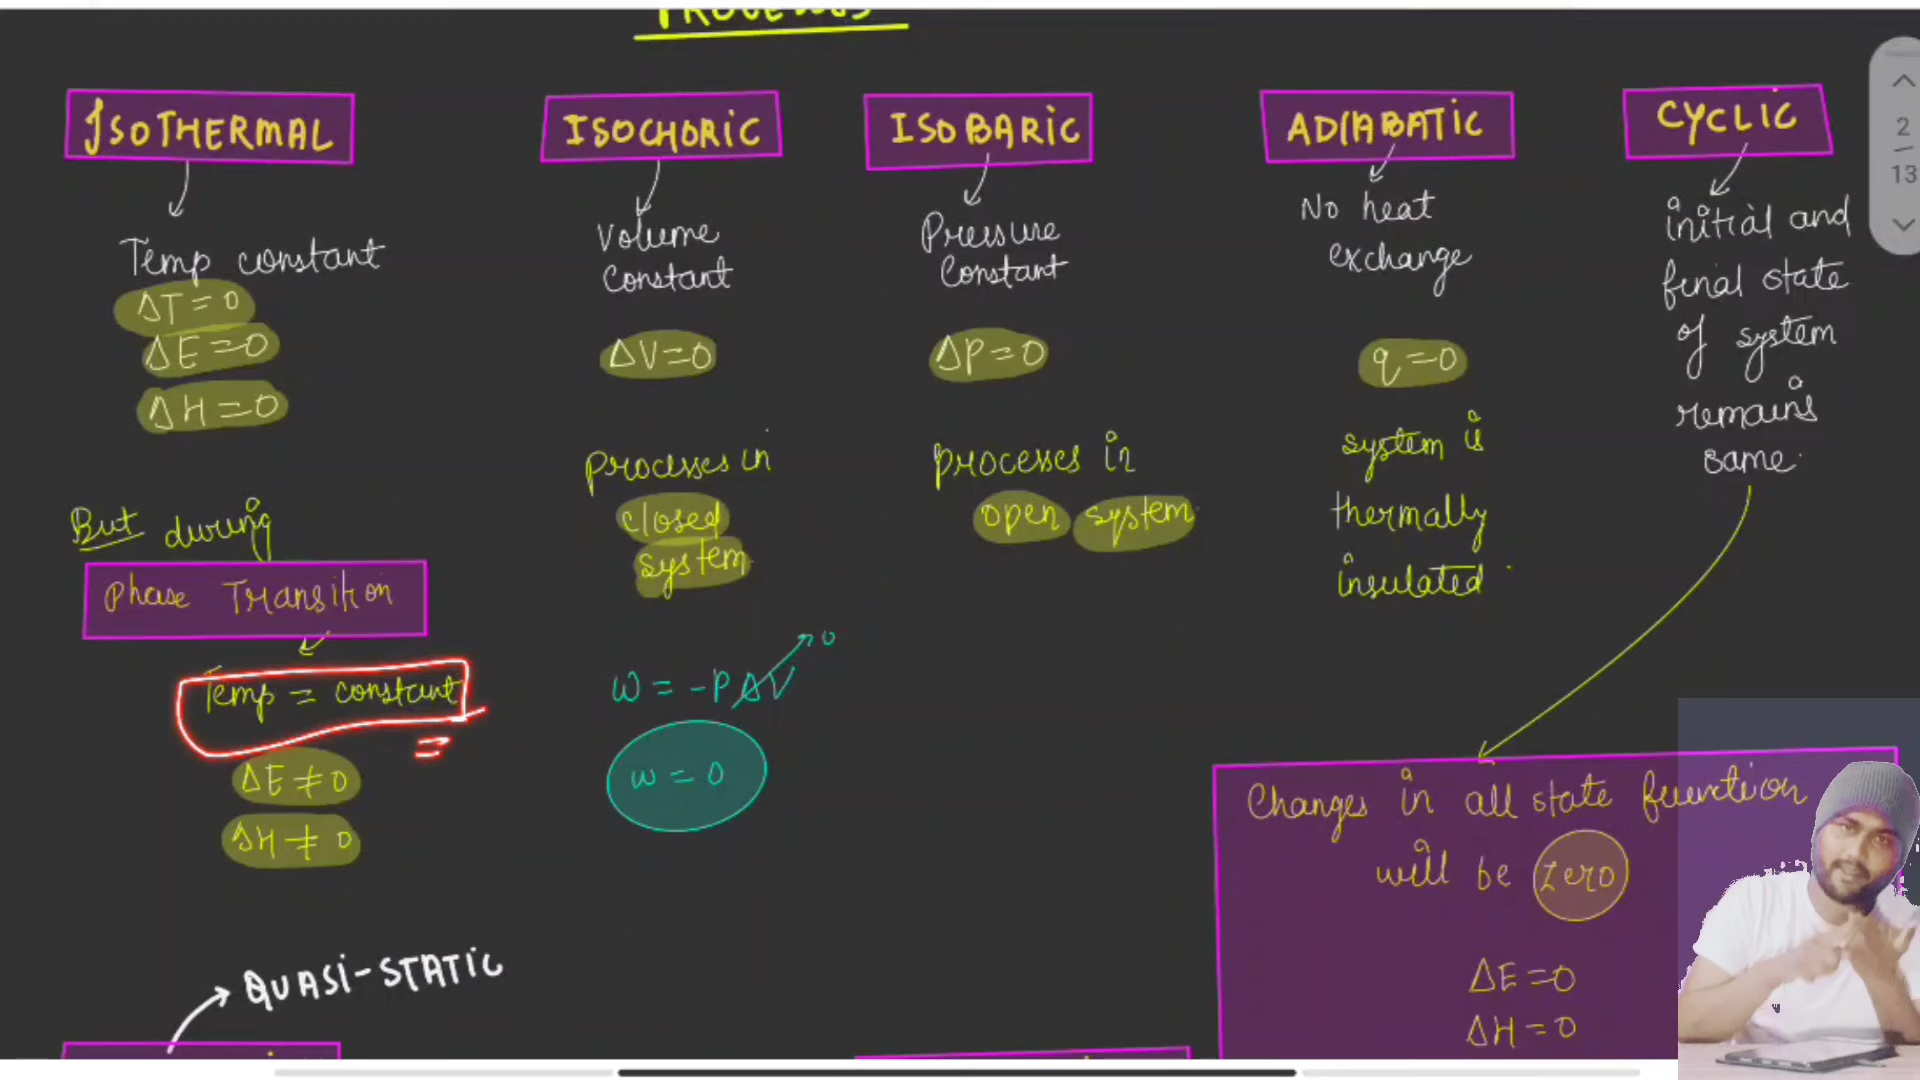 PROCESSES
ISOTHERMAL
Temp constant
ΔT = 0
ΔE = 0
ΔH = 0
But during
Phase Transition
Temp = constant
ΔE ≠ 0
ΔH ≠ 0
QUASI-STATIC
ISOCHORIC
Volume
Constant
ΔV = 0
processes in
closed
system
W = -PΔV
0
w = 0
ISOBARIC
Pressure
Constant
ΔP = 0
processes in
open system
ADIABATIC
No heat
exchange
q = 0
system is
thermally
insulated
CYCLIC
initial and
final state
of system
remains
same.
Changes in all state function
will be zero
ΔE = 0
ΔH = 0
2
13